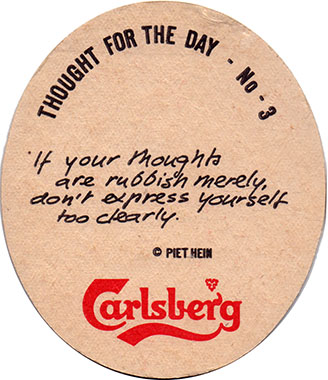 THOUGHT FOR THE DAY - No - 3
If your thoughts
are rubbish merely,
don't express yourself
too clearly.
© PIET HEIN
Carlsberg